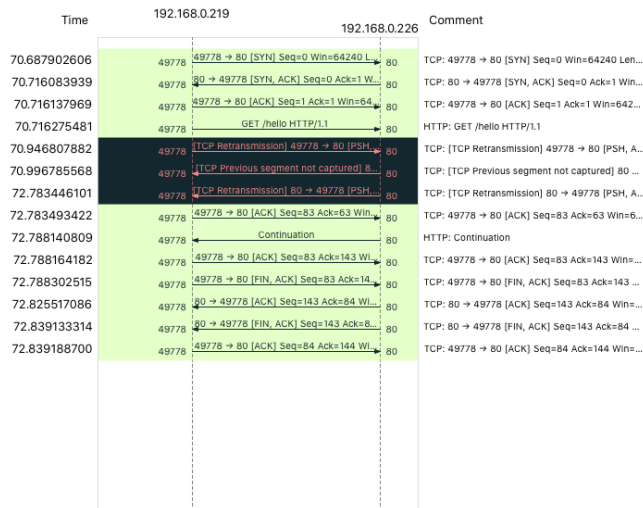 Time 192.168.0.219 192.168.0.226 Comment
70.687902606 49778 49778 → 80 [SYN] Seq=0 Win=64240 L... 80 TCP: 49778 → 80 [SYN] Seq=0 Win=64240 Len...
70.716083939 49778 80 → 49778 [SYN, ACK] Seq=0 Ack=1 W... 80 TCP: 80 → 49778 [SYN, ACK] Seq=0 Ack=1 Win...
70.716137969 49778 49778 → 80 [ACK] Seq=1 Ack=1 Win=64... 80 TCP: 49778 → 80 [ACK] Seq=1 Ack=1 Win=642...
70.716275481 49778 GET /hello HTTP/1.1 80 HTTP: GET /hello HTTP/1.1
70.946807882 49778 [TCP Retransmission] 49778 → 80 [PSH,... 80 TCP: [TCP Retransmission] 49778 → 80 [PSH, A...
70.996785568 49778 [TCP Previous segment not captured] 8... 80 TCP: [TCP Previous segment not captured] 80 ...
72.783446101 49778 [TCP Retransmission] 80 → 49778 [PSH,... 80 TCP: [TCP Retransmission] 80 → 49778 [PSH, A...
72.783493422 49778 49778 → 80 [ACK] Seq=83 Ack=63 Win... 80 TCP: 49778 → 80 [ACK] Seq=83 Ack=63 Win=6...
72.788140809 49778 Continuation 80 HTTP: Continuation
72.788164182 49778 49778 → 80 [ACK] Seq=83 Ack=143 Wi... 80 TCP: 49778 → 80 [ACK] Seq=83 Ack=143 Win=...
72.788302515 49778 49778 → 80 [FIN, ACK] Seq=83 Ack=14... 80 TCP: 49778 → 80 [FIN, ACK] Seq=83 Ack=143 ...
72.825517086 49778 80 → 49778 [ACK] Seq=143 Ack=84 Wi... 80 TCP: 80 → 49778 [ACK] Seq=143 Ack=84 Win=...
72.839133314 49778 80 → 49778 [FIN, ACK] Seq=143 Ack=8... 80 TCP: 80 → 49778 [FIN, ACK] Seq=143 Ack=84 ...
72.839188700 49778 49778 → 80 [ACK] Seq=84 Ack=144 Wi... 80 TCP: 49778 → 80 [ACK] Seq=84 Ack=144 Win=...